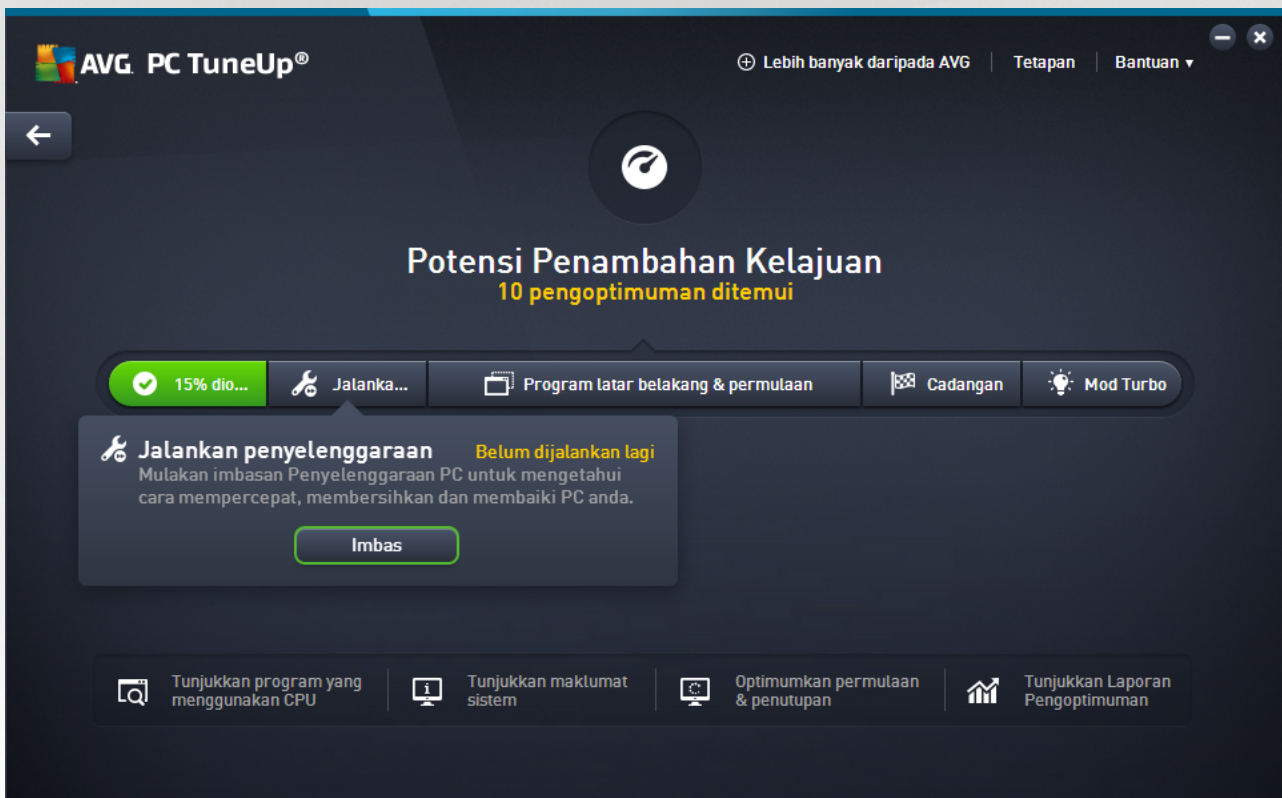 AVG PC TuneUp®
Lebih banyak daripada AVG
Tetapan
Bantuan
Potensi Penambahan Kelajuan
10 pengoptimuman ditemui
15% dio...
Jalanka...
Program latar belakang & permulaan
Cadangan
Mod Turbo
Jalankan penyelenggaraan
Belum dijalankan lagi
Mulakan imbasan Penyelenggaraan PC untuk mengetahui
cara mempercepat, membersihkan dan membaiki PC anda.
Imbas
Tunjukkan program yang
menggunakan CPU
Tunjukkan maklumat
sistem
Optimumkan permulaan
& penutupan
Tunjukkan Laporan
Pengoptimuman